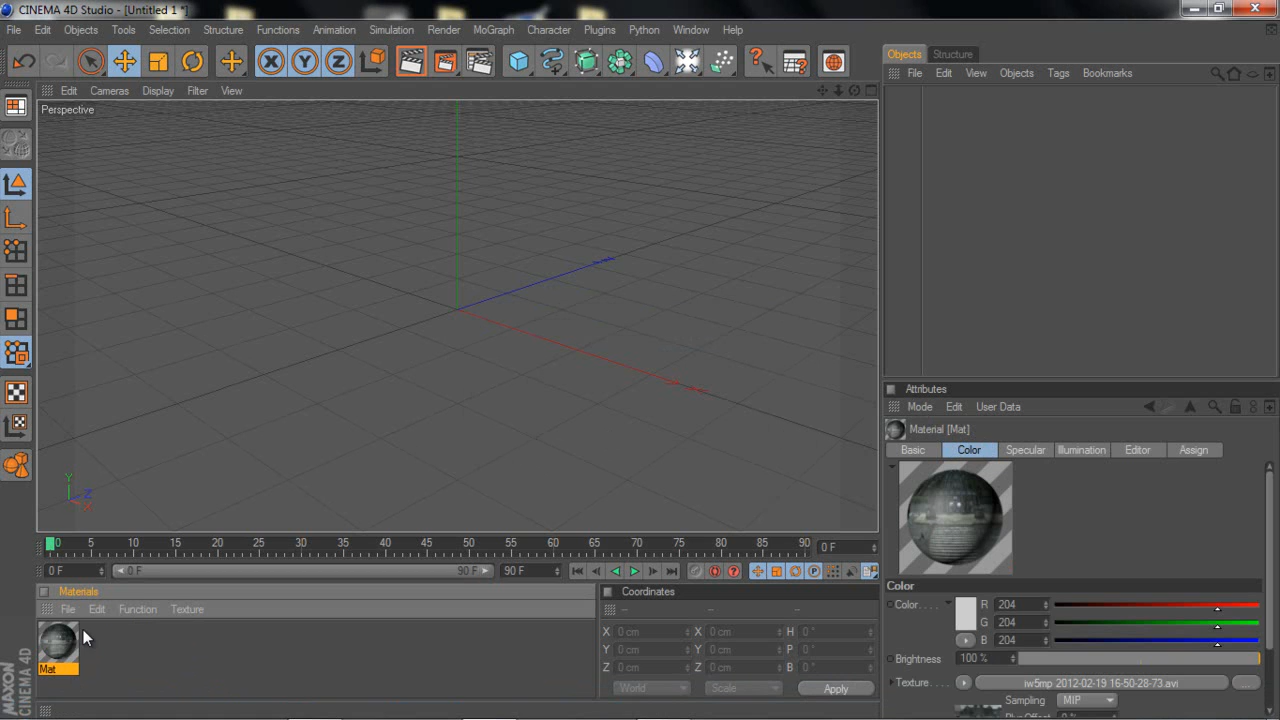 CINEMA 4D Studio - [Untitled 1 *]
File Edit Objects Tools Selection Structure Functions Animation Simulation Render MoGraph Character Plugins Python Window Help
X Y Z
Objects Structure
File Edit View Objects Tags Bookmarks
Edit Cameras Display Filter View
Perspective
Y Z X
0 5 10 15 20 25 30 35 40 45 50 55 60 65 70 75 80 85 90 0 F
0 F 0 F 90 F 90 F
Materials
File Edit Function Texture
Mat
Coordinates
-- -- --
X 0 cm X 0 cm H 0 °
Y 0 cm Y 0 cm P 0 °
Z 0 cm Z 0 cm B 0 °
World Scale Apply
Attributes
Mode Edit User Data
Material [Mat]
Basic Color Specular Illumination Editor Assign
Color
Color.... R 204
G 204
B 204
Brightness 100 %
Texture..... iw5mp 2012-02-19 16-50-28-73.avi ...
Sampling MIP
MAXON
CINEMA 4D